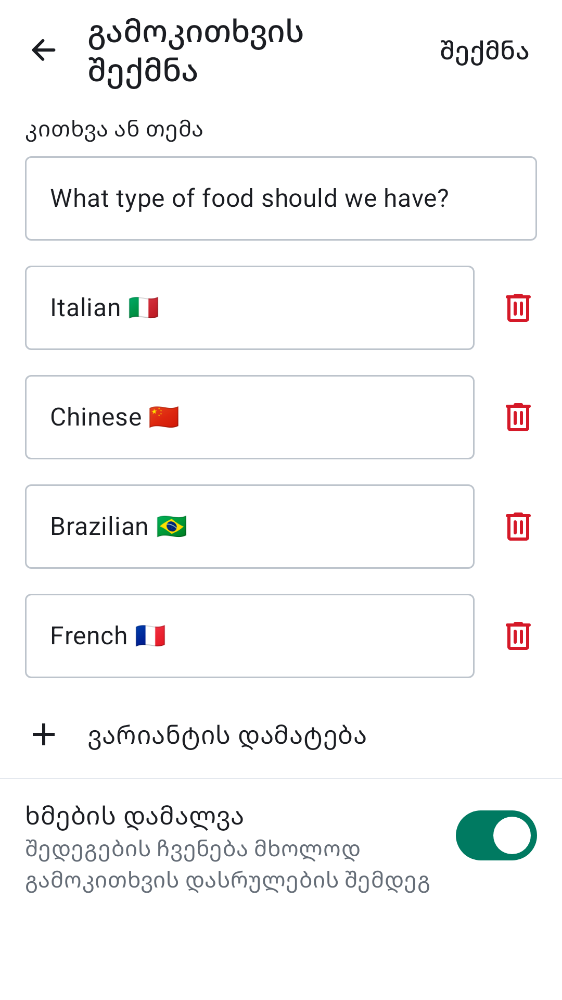 გამოკითხვის
შექმნა
შექმნა
კითხვა ან თემა
What type of food should we have?
Italian 🇮🇹
Chinese 🇨🇳
Brazilian 🇧🇷
French 🇫🇷
ვარიანტის დამატება
ხმების დამალვა
შედეგების ჩვენება მხოლოდ
გამოკითხვის დასრულების შემდეგ